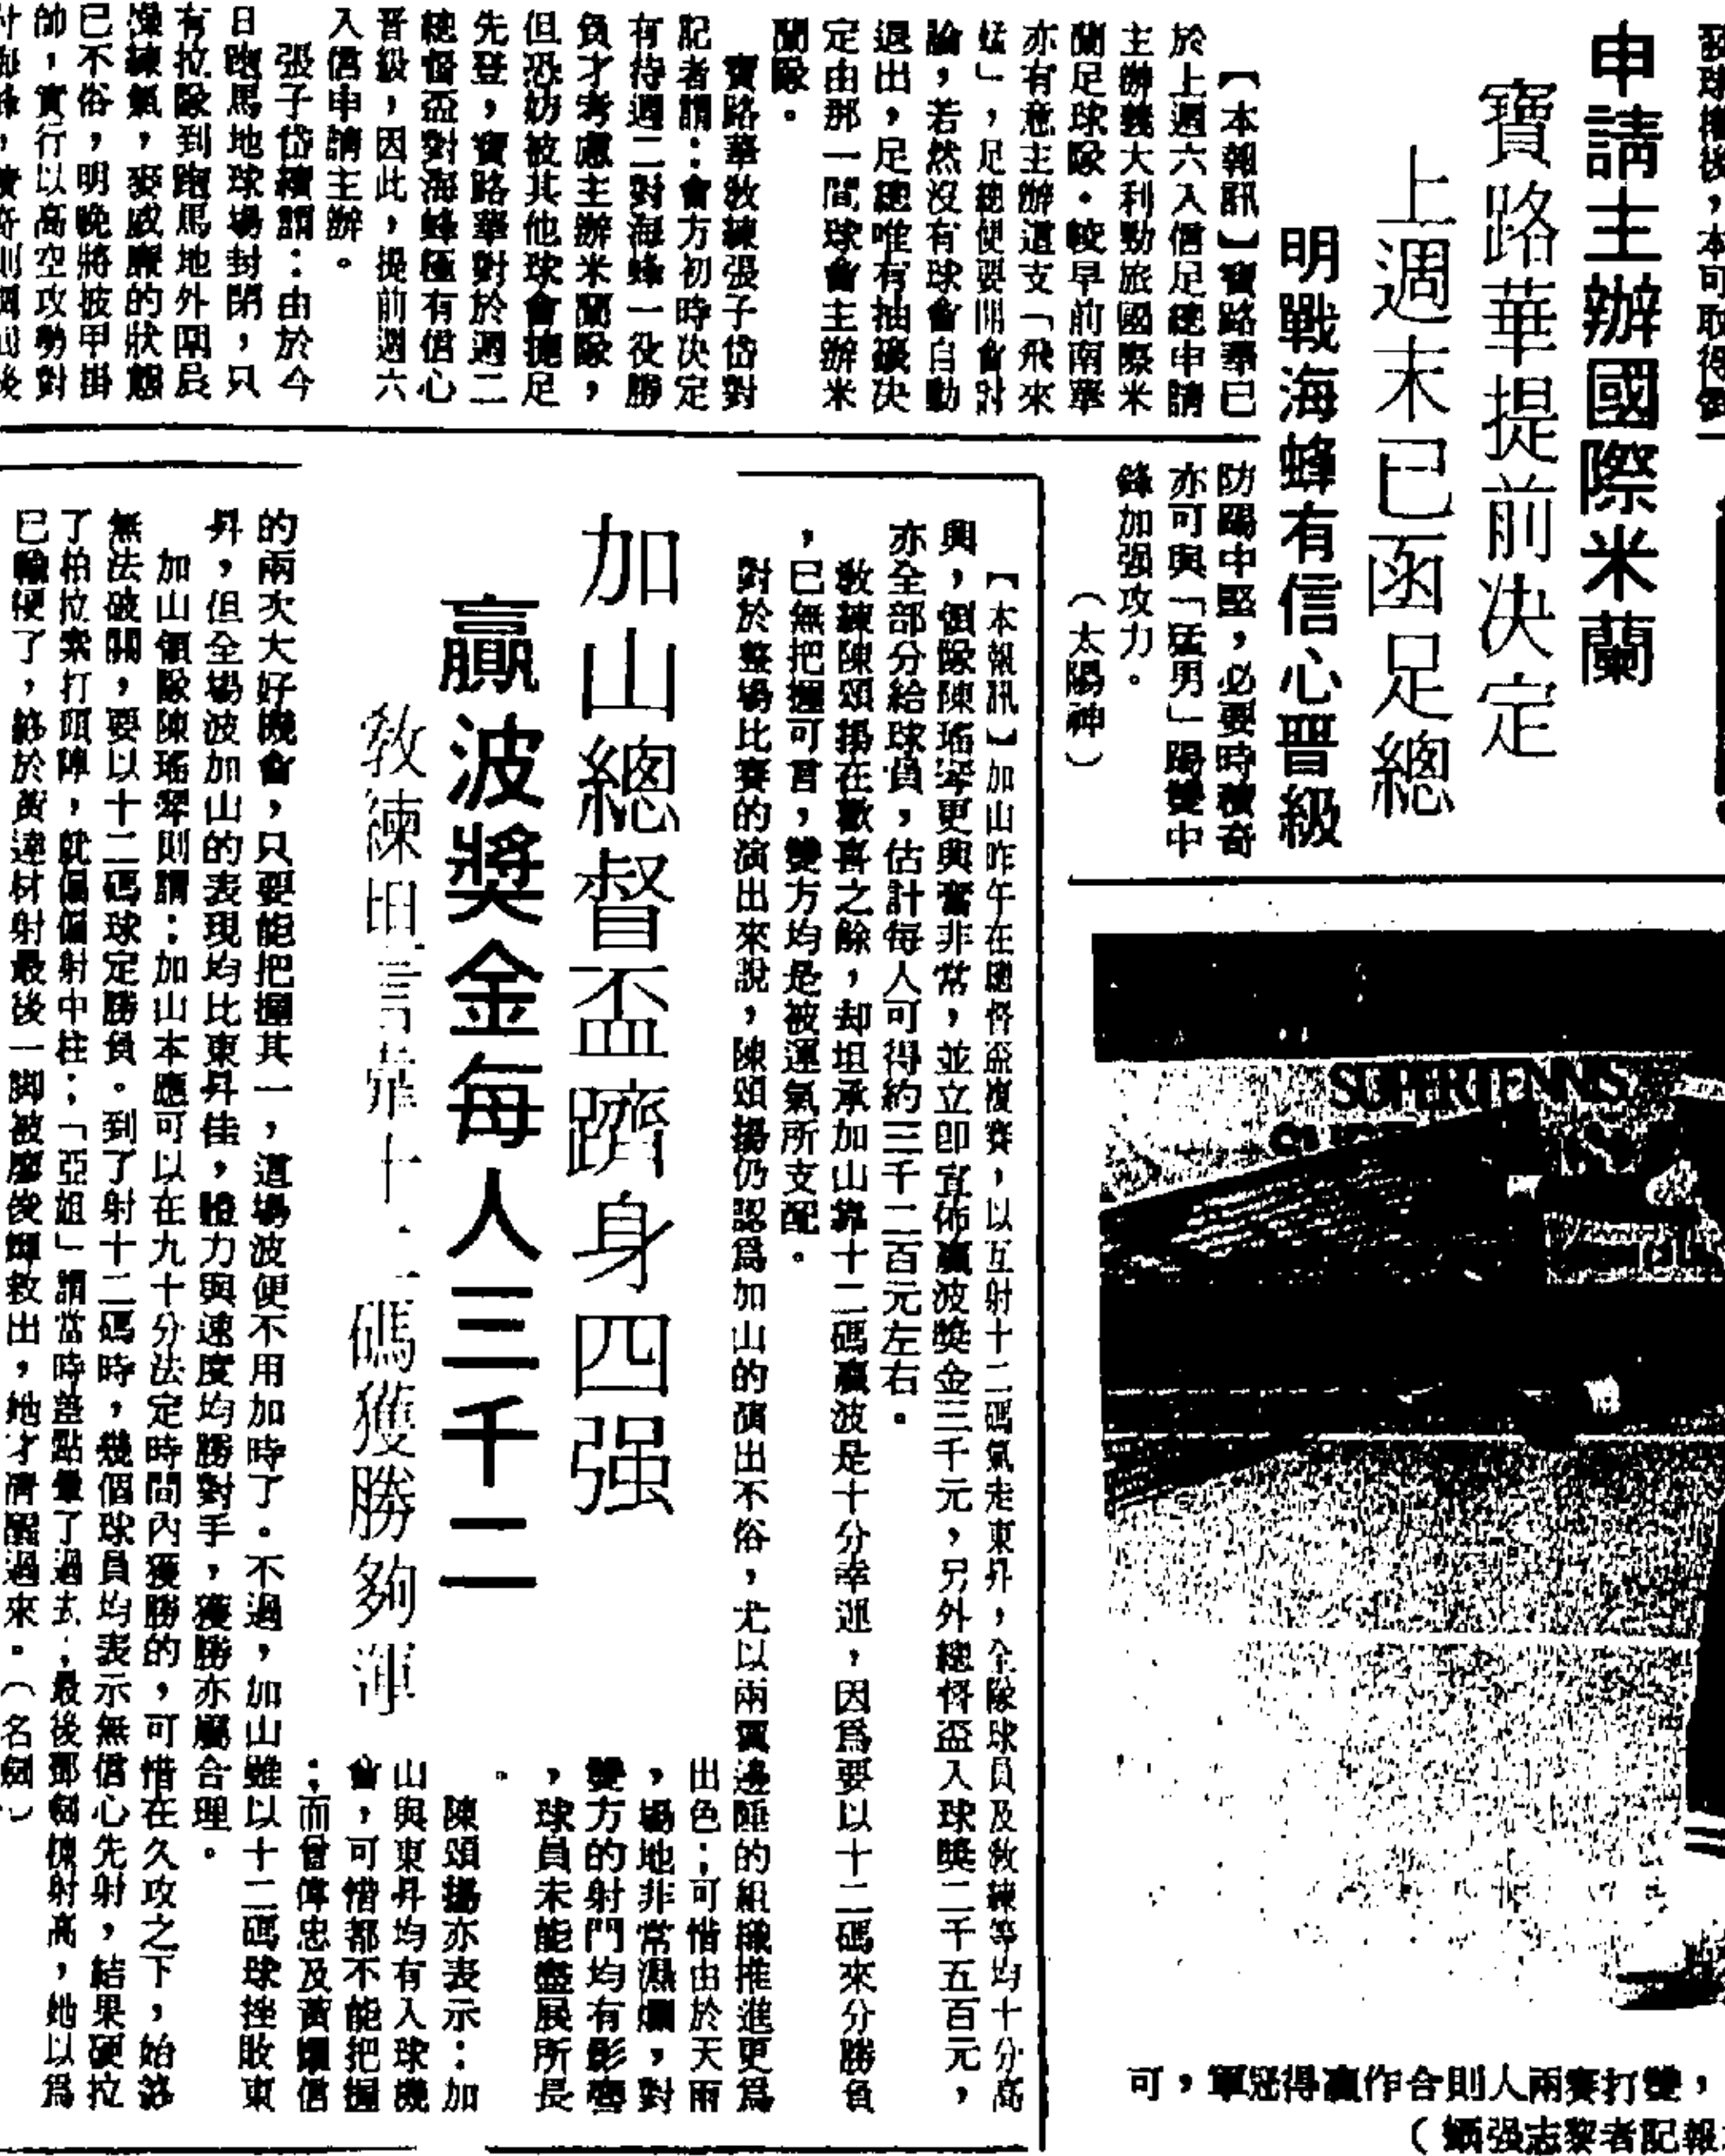 申請主辦國際米蘭
寶路華提前决定
上週末已函足總
明戰海蜂有信心晋級
【本報訊】寶路華已
於上週六入信足總申請
主辦義大利勁旅國際米
蘭足球隊・較早前南華
亦有意主辦這支「飛來
蜢」,足總便要開會討
論,若然沒有球會自動
退出,足總唯有抽籤决
定由那一間球會主辦米
蘭隊。
寶路華敎練張子岱對
記者謂:會方初時决定
有待週二對海蜂一役勝
負才考慮主辦米蘭隊,
但恐妨被其他球會捷足
先登,寶路華對於週二
總督盃對海蜂極有信心
晋級,因此,提前週六
入信申請主辦。
張子岱續謂:由於今
日跑馬地球場封閉,只
有拉隊到跑馬地外圍晨
操練氣,麥威廉的狀態
已不俗,明晚將披甲掛
帥,實行以高空攻勢對
防踢中堅,必要時積奇
亦可與「猛男」踢雙中
鋒加强攻力。
(太陽神)
加山總督盃躋身四强
贏波獎金每人三千二
敎練坦言靠十二碼獲勝夠運
【本報訊】加山昨午在總督盃複賽,以互射十二碼氣走東昇,全隊球員及敎練等均十分高
興,領隊陳瑤琴更興奮非常,並立卽宣佈贏波獎金三千元,另外總督盃入球獎二千五百元,
亦全部分給球員,估計每人可得約三千二百元左右。
敎練陳頌揚在歡喜之餘,却坦承加山靠十二碼贏波是十分幸運,因爲要以十二碼來分勝負
,已無把握可言,雙方均是被運氣所支配。
對於整場比賽的演出來說,陳頌揚仍認爲加山的演出不俗,尤以兩翼邊陲的組織推進更爲
出色;可惜由於天雨
,場地非常濕爛,對
雙方的射門均有影響
,球員未能盡展所長
。
陳頌揚亦表示:加
山與東昇均有入球機
會,可惜都不能把握
;而曾偉忠及黃 信
的兩次大好機會,只要能把握其一,這場波便不用加時了。不過,加山雖以十二碼球挫敗東
昇,但全場波加山的表現均比東昇佳,體力與速度均勝對手,獲勝亦屬合理。
加山領隊陳瑤琴則謂:加山本應可以在九十分法定時間內獲勝的,可惜在久攻之下,始終
無法破關,要以十二碼球定勝負。到了射十二碼時,幾個球員均表示無信心先射,結果硬拉
了柏拉索打頭陣,就偏偏射中柱;「亞姐」謂當時差點暈了過去,最後鄧 棟射高,她以爲
已輸梗了,終於黃達材射最後一脚被廖俊輝救出,她才淸醒過來。(名劍)
SUPERTENNIS
,雙打賽兩人則合作贏得冠軍,可
報記者黎志强